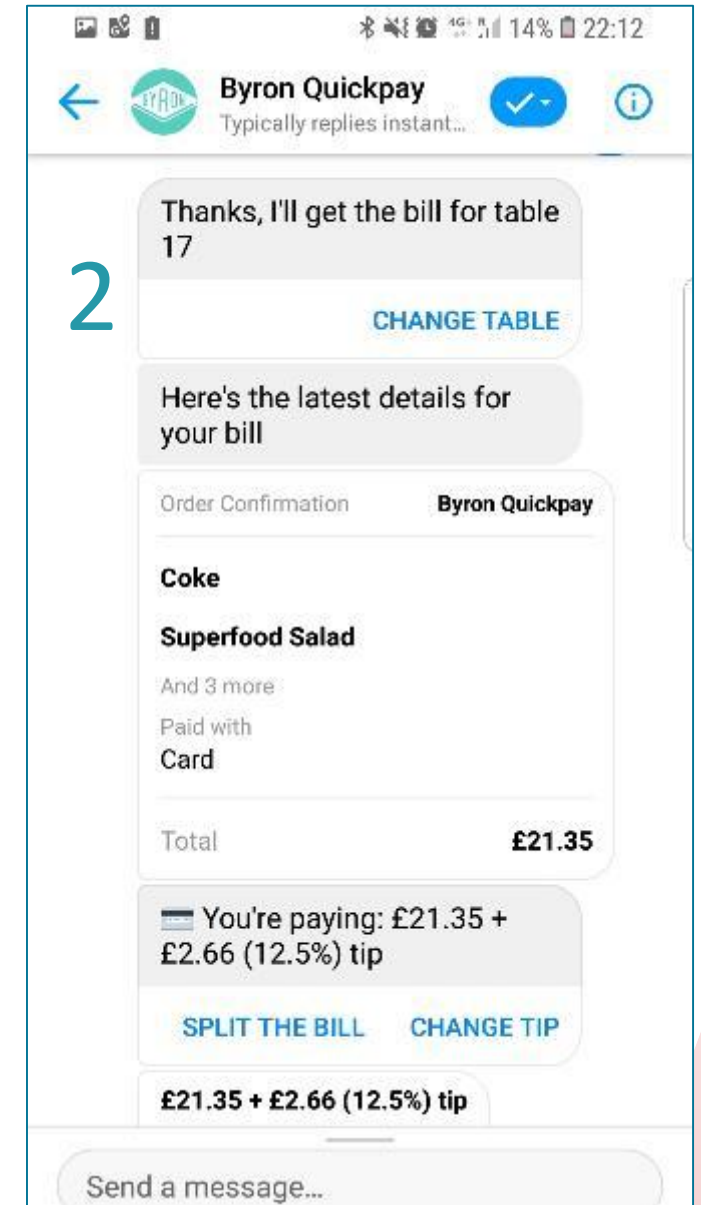 14% 22:12
BYRON
Byron Quickpay
Typically replies instant...
Thanks, I'll get the bill for table
17
2
CHANGE TABLE
Here's the latest details for
your bill
Order Confirmation Byron Quickpay
Coke
Superfood Salad
And 3 more
Paid with
Card
Total £21.35
You're paying: £21.35 +
£2.66 (12.5%) tip
SPLIT THE BILL CHANGE TIP
£21.35 + £2.66 (12.5%) tip
Send a message...